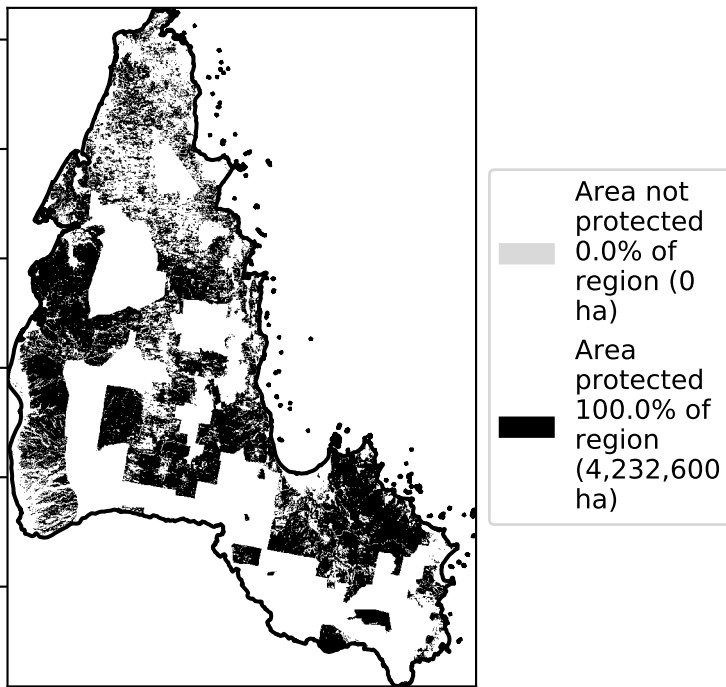 Area not
protected
0.0% of
region (0
ha)
Area
protected
100.0% of
region
(4,232,600
ha)